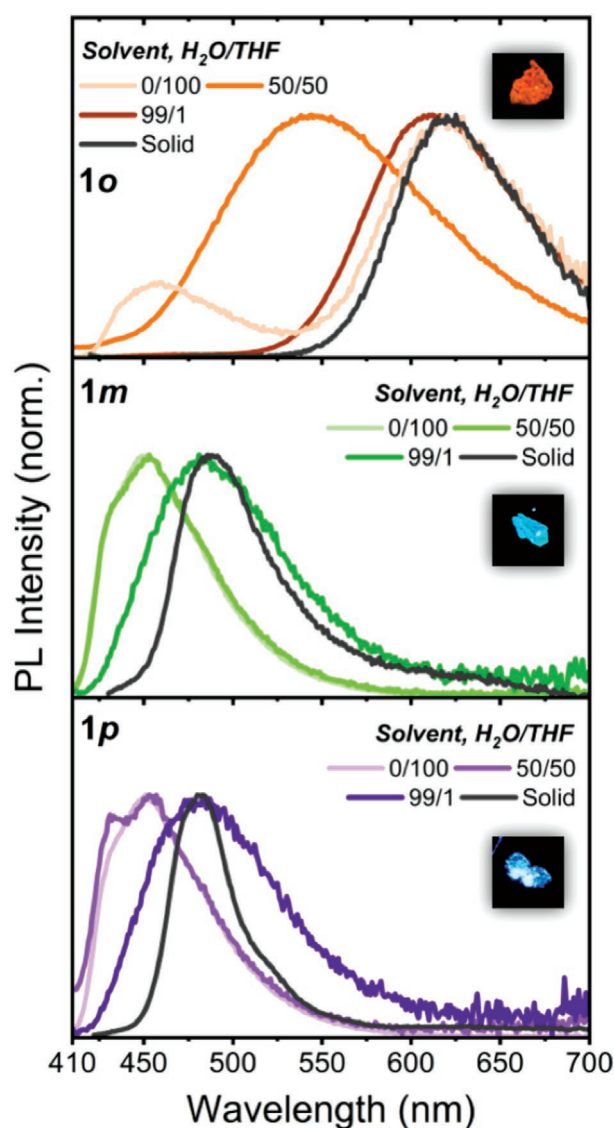 Solvent, H₂O/THF
0/100 50/50
99/1
Solid
1o
1m
Solvent, H₂O/THF
0/100 50/50
99/1 Solid
1p
Solvent, H₂O/THF
0/100 50/50
99/1 Solid
PL Intensity (norm.)
410 450 500 550 600 650 700
Wavelength (nm)